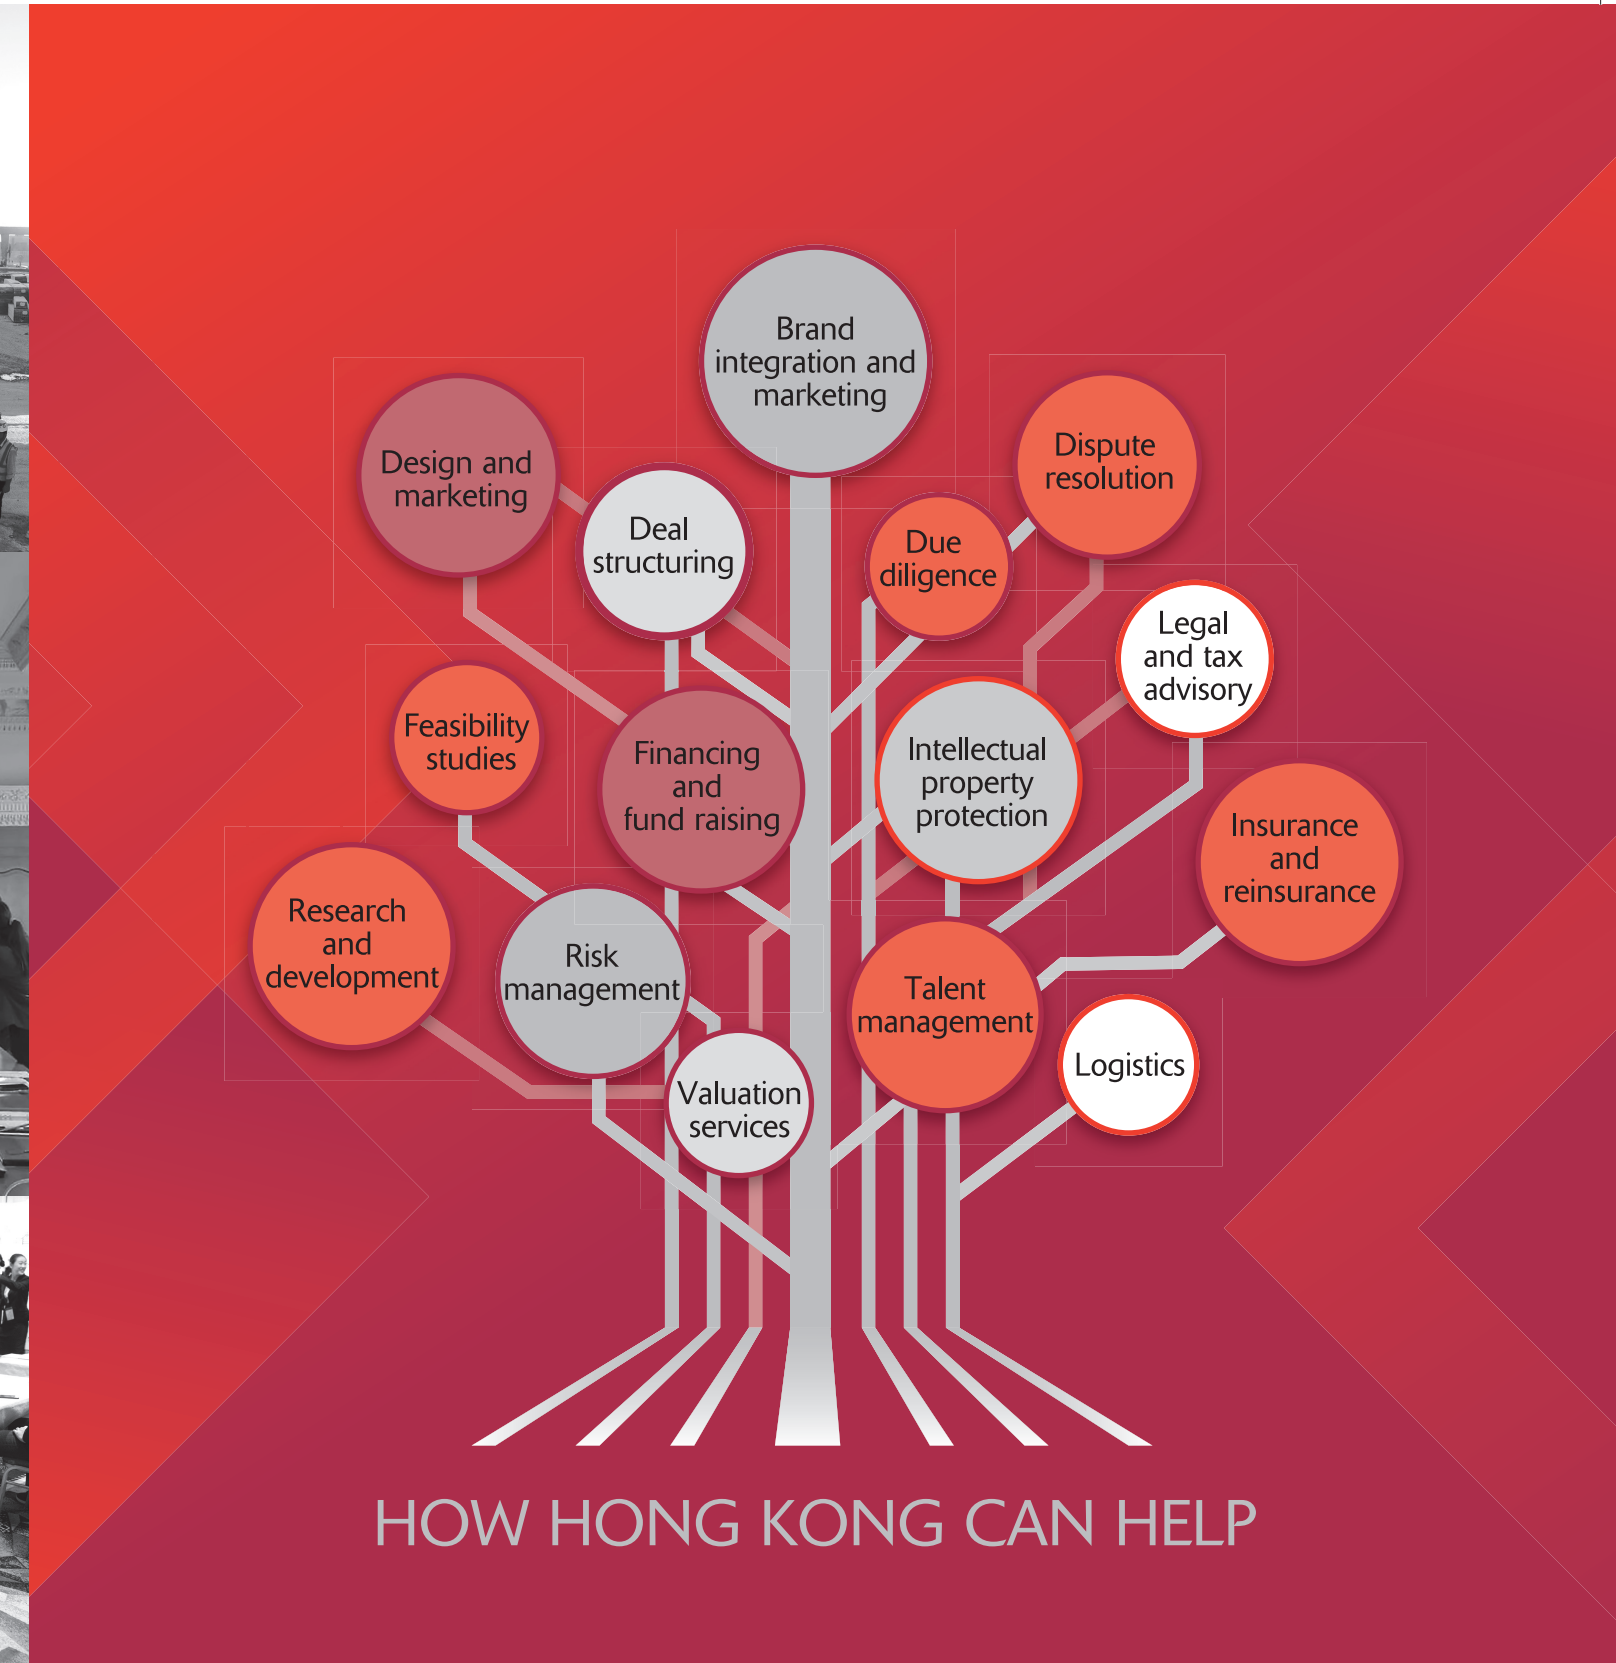 Brand
integration and
marketing
Design and
marketing
Dispute
resolution
Deal
structuring
Due
diligence
Legal
and tax
advisory
Feasibility
studies
Financing
and
fund raising
Intellectual
property
protection
Insurance
and
reinsurance
Research
and
development
Risk
management
Talent
management
Logistics
Valuation
services
HOW HONG KONG CAN HELP